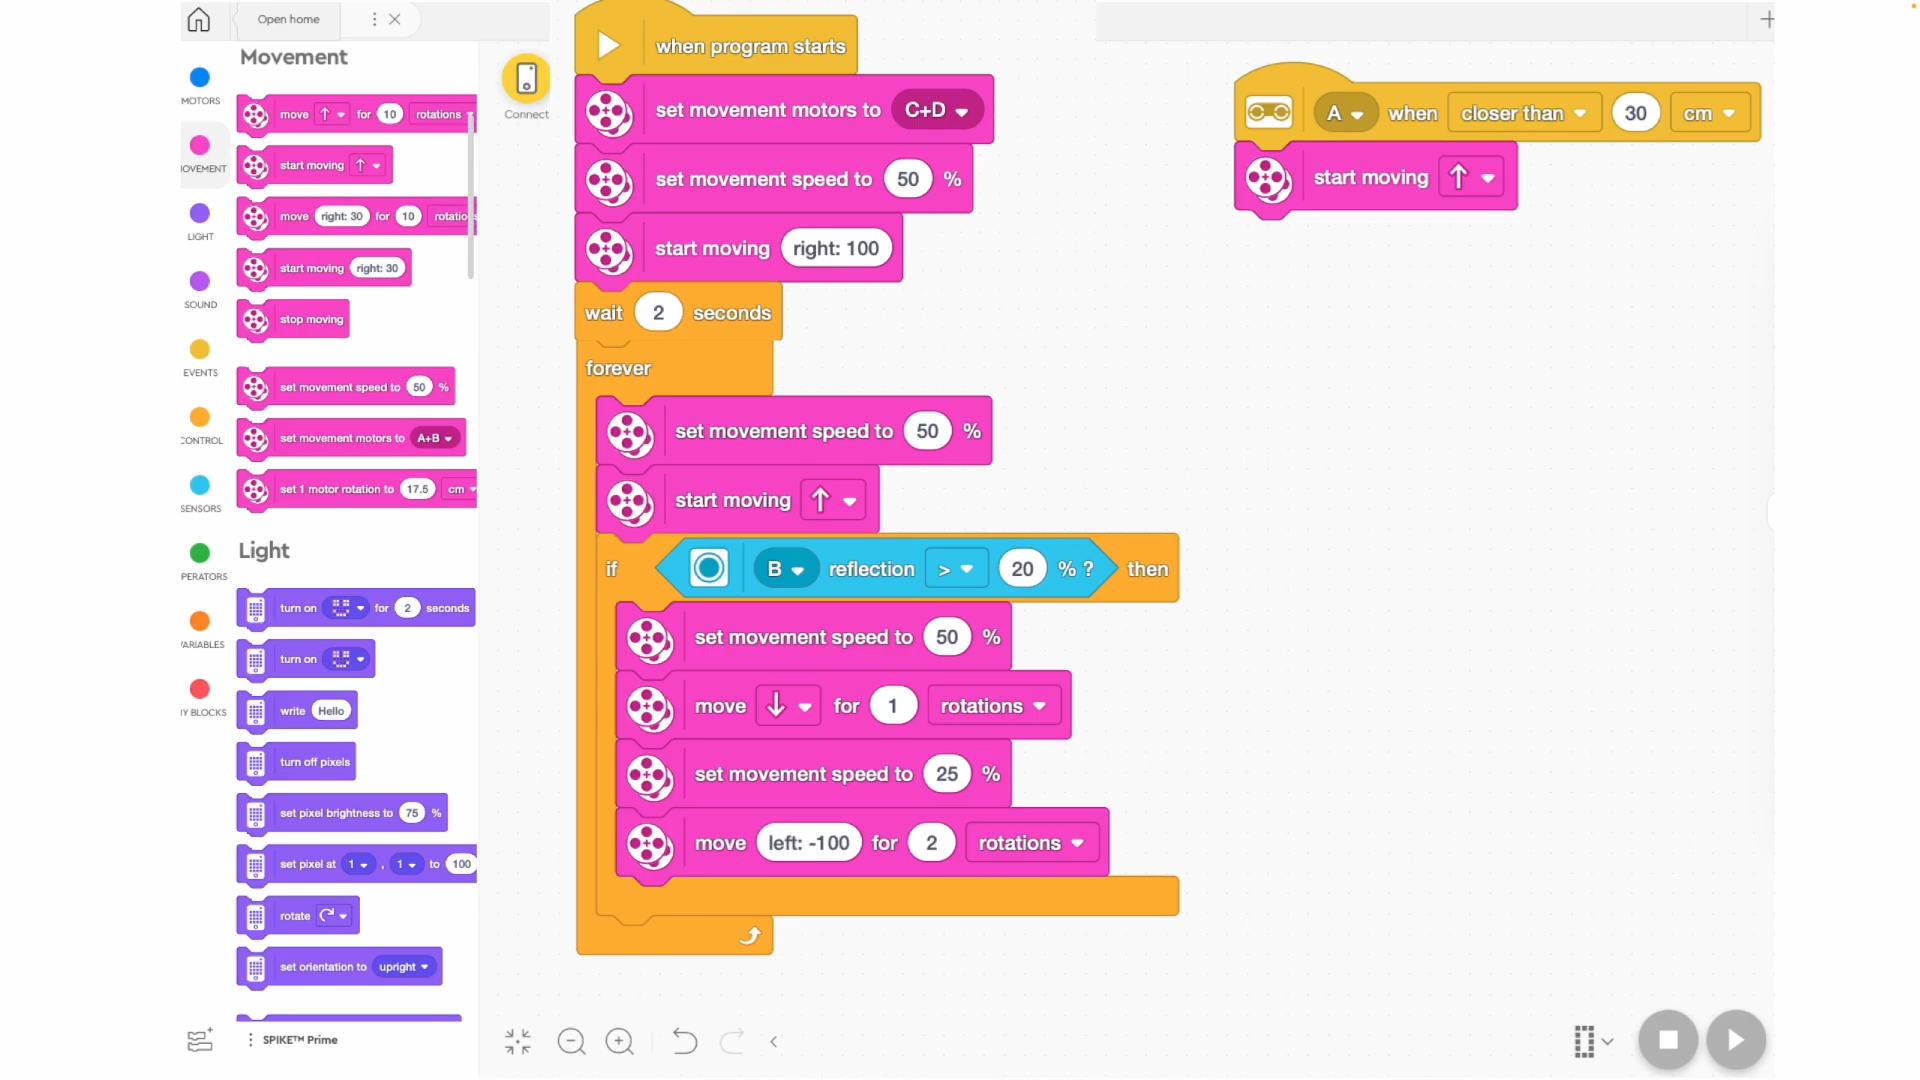 Open home
Movement
MOTORS
OVEMENT
LIGHT
SOUND
EVENTS
CONTROL
SENSORS
PERATORS
VARIABLES
IY BLOCKS
move for 10 rotations
start moving
move right: 30 for 10 rotations
start moving right: 30
stop moving
set movement speed to 50 %
set movement motors to A+B
set 1 motor rotation to 17.5 cm
Light
turn on for 2 seconds
turn on
write Hello
turn off pixels
set pixel brightness to 75 %
set pixel at 1 , 1 to 100
rotate
set orientation to upright
SPIKE™ Prime
Connect
when program starts
set movement motors to C+D
set movement speed to 50 %
start moving right: 100
wait 2 seconds
forever
set movement speed to 50 %
start moving ↑
if B reflection > 20 % ? then
set movement speed to 50 %
move ↓ for 1 rotations
set movement speed to 25 %
move left: -100 for 2 rotations
A when closer than 30 cm
start moving ↑